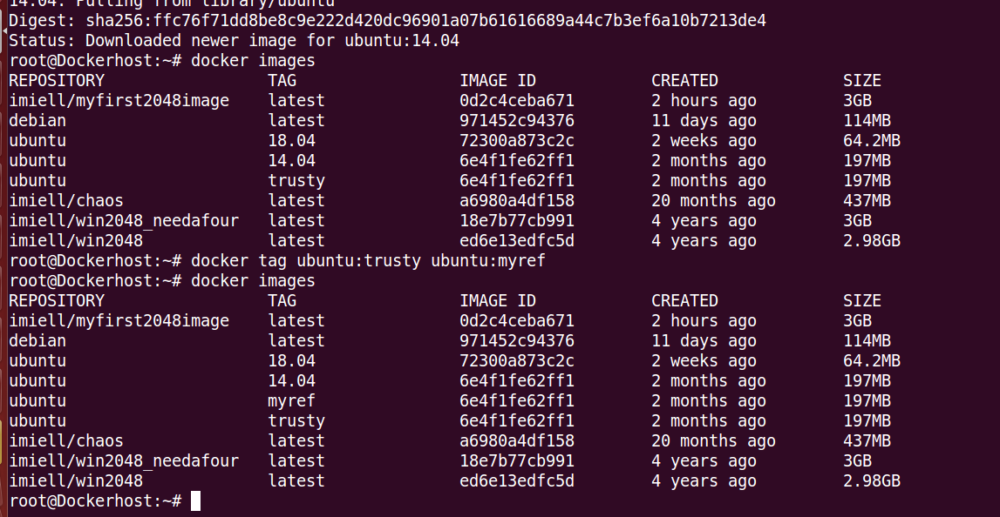 14.04: Pulling from library/ubuntu
Digest: sha256:ffc76f71dd8be8c9e222d420dc96901a07b61616689a44c7b3ef6a10b7213de4
Status: Downloaded newer image for ubuntu:14.04
root@Dockerhost:~# docker images
REPOSITORY TAG IMAGE ID CREATED SIZE
imiell/myfirst2048image latest 0d2c4ceba671 2 hours ago 3GB
debian latest 971452c94376 11 days ago 114MB
ubuntu 18.04 72300a873c2c 2 weeks ago 64.2MB
ubuntu 14.04 6e4f1fe62ff1 2 months ago 197MB
ubuntu trusty 6e4f1fe62ff1 2 months ago 197MB
imiell/chaos latest a6980a4df158 20 months ago 437MB
imiell/win2048_needafour latest 18e7b77cb991 4 years ago 3GB
imiell/win2048 latest ed6e13edfc5d 4 years ago 2.98GB
root@Dockerhost:~# docker tag ubuntu:trusty ubuntu:myref
root@Dockerhost:~# docker images
REPOSITORY TAG IMAGE ID CREATED SIZE
imiell/myfirst2048image latest 0d2c4ceba671 2 hours ago 3GB
debian latest 971452c94376 11 days ago 114MB
ubuntu 18.04 72300a873c2c 2 weeks ago 64.2MB
ubuntu 14.04 6e4f1fe62ff1 2 months ago 197MB
ubuntu myref 6e4f1fe62ff1 2 months ago 197MB
ubuntu trusty 6e4f1fe62ff1 2 months ago 197MB
imiell/chaos latest a6980a4df158 20 months ago 437MB
imiell/win2048_needafour latest 18e7b77cb991 4 years ago 3GB
imiell/win2048 latest ed6e13edfc5d 4 years ago 2.98GB
root@Dockerhost:~#